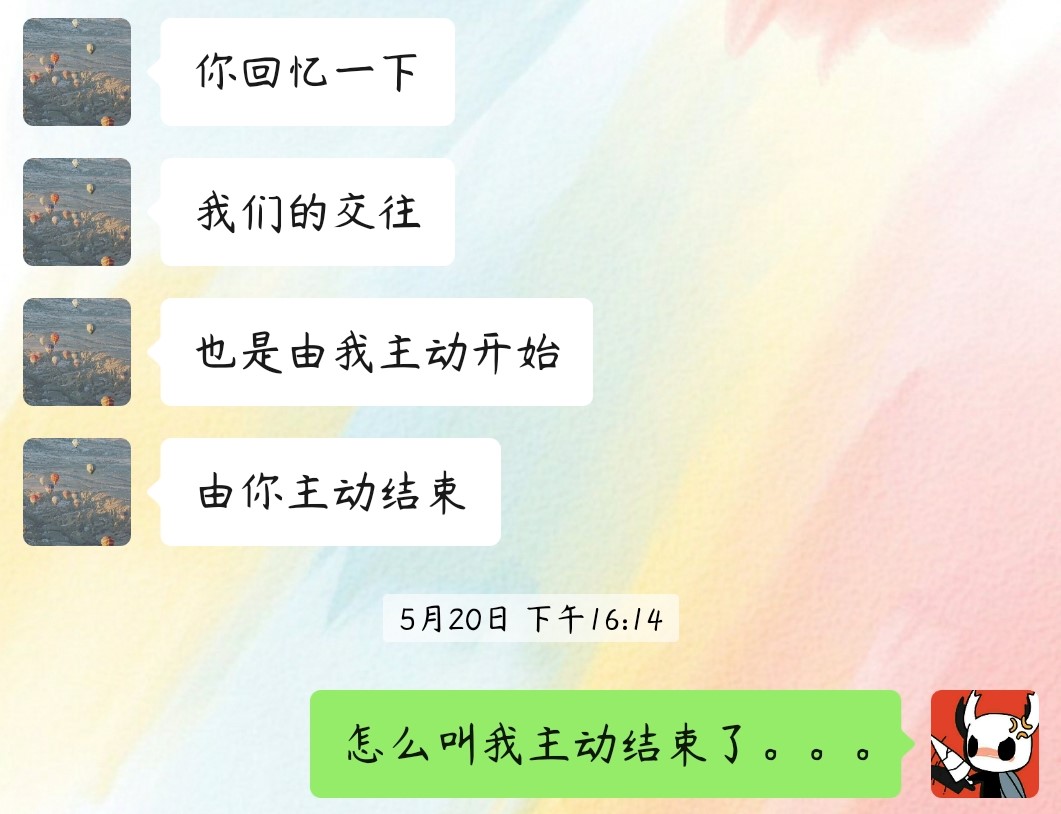 你回忆一下
我们的交往
也是由我主动开始
由你主动结束
5月20日 下午16:14
怎么叫我主动结束了。。。